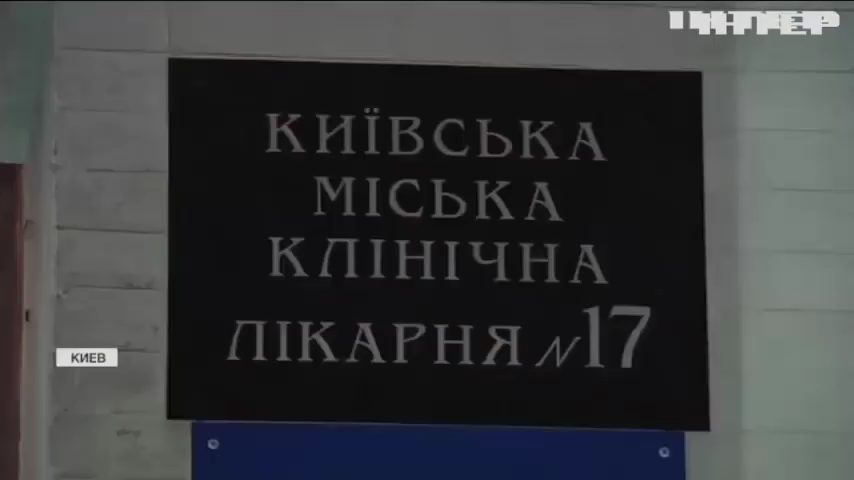 ІНТЕР
КИЇВСЬКА
МІСЬКА
КЛІНІЧНА
ЛІКАРНЯ №17
КИЕВ